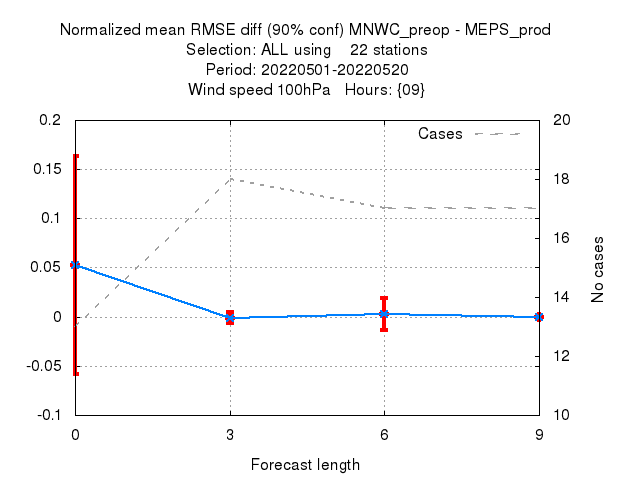 Normalized mean RMSE diff (90% conf) MNWC_preop - MEPS_prod
Selection: ALL using 22 stations
Period: 20220501-20220520
Wind speed 100hPa Hours: {09}
Cases
0.2
0.15
0.1
0.05
0
-0.05
-0.1
20
18
16
14
12
10
No cases
0 3 6 9
Forecast length